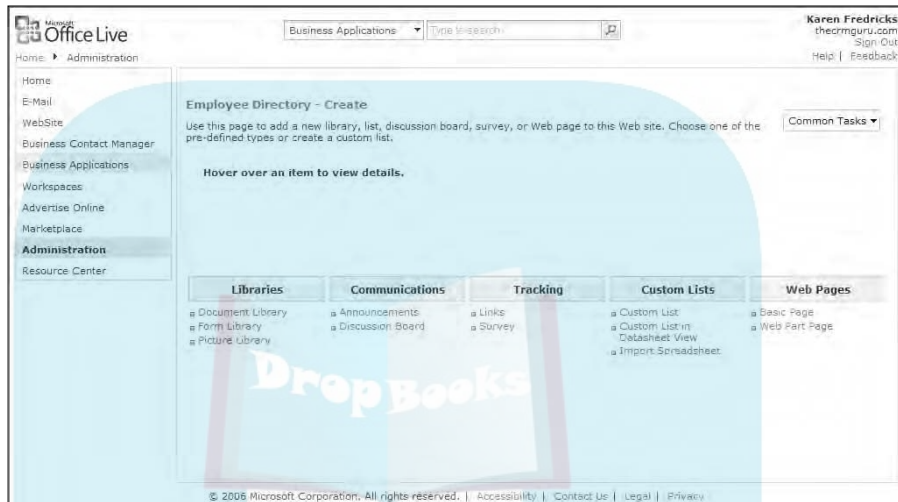 Microsoft
Office Live
Business Applications
Karen Fredricks
thecrmguru.com
Sign Out
Help | Feedback
Home ▸ Administration
Home
E-Mail
WebSite
Business Contact Manager
Business Applications
Workspaces
Advertise Online
Marketplace
Administration
Resource Center
Employee Directory - Create
Use this page to add a new library, list, discussion board, survey, or Web page to this Web site. Choose one of the
pre-defined types or create a custom list.
Common Tasks
Hover over an item to view details.
Libraries
Document Library
Form Library
Picture Library
Communications
Announcements
Discussion Board
Tracking
Links
Survey
Custom Lists
Custom List
Custom List in
Datasheet View
Import Spreadsheet
Web Pages
Basic Page
Web Part Page
DropBooks
© 2006 Microsoft Corporation. All rights reserved. | Accessibility | Contact Us | Legal | Privacy